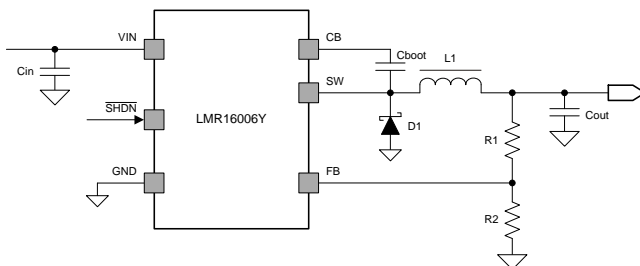 VIN
CB
Cboot
L1
Cin
SW
SHDN
LMR16006Y
D1
R1
Cout
GND
FB
R2